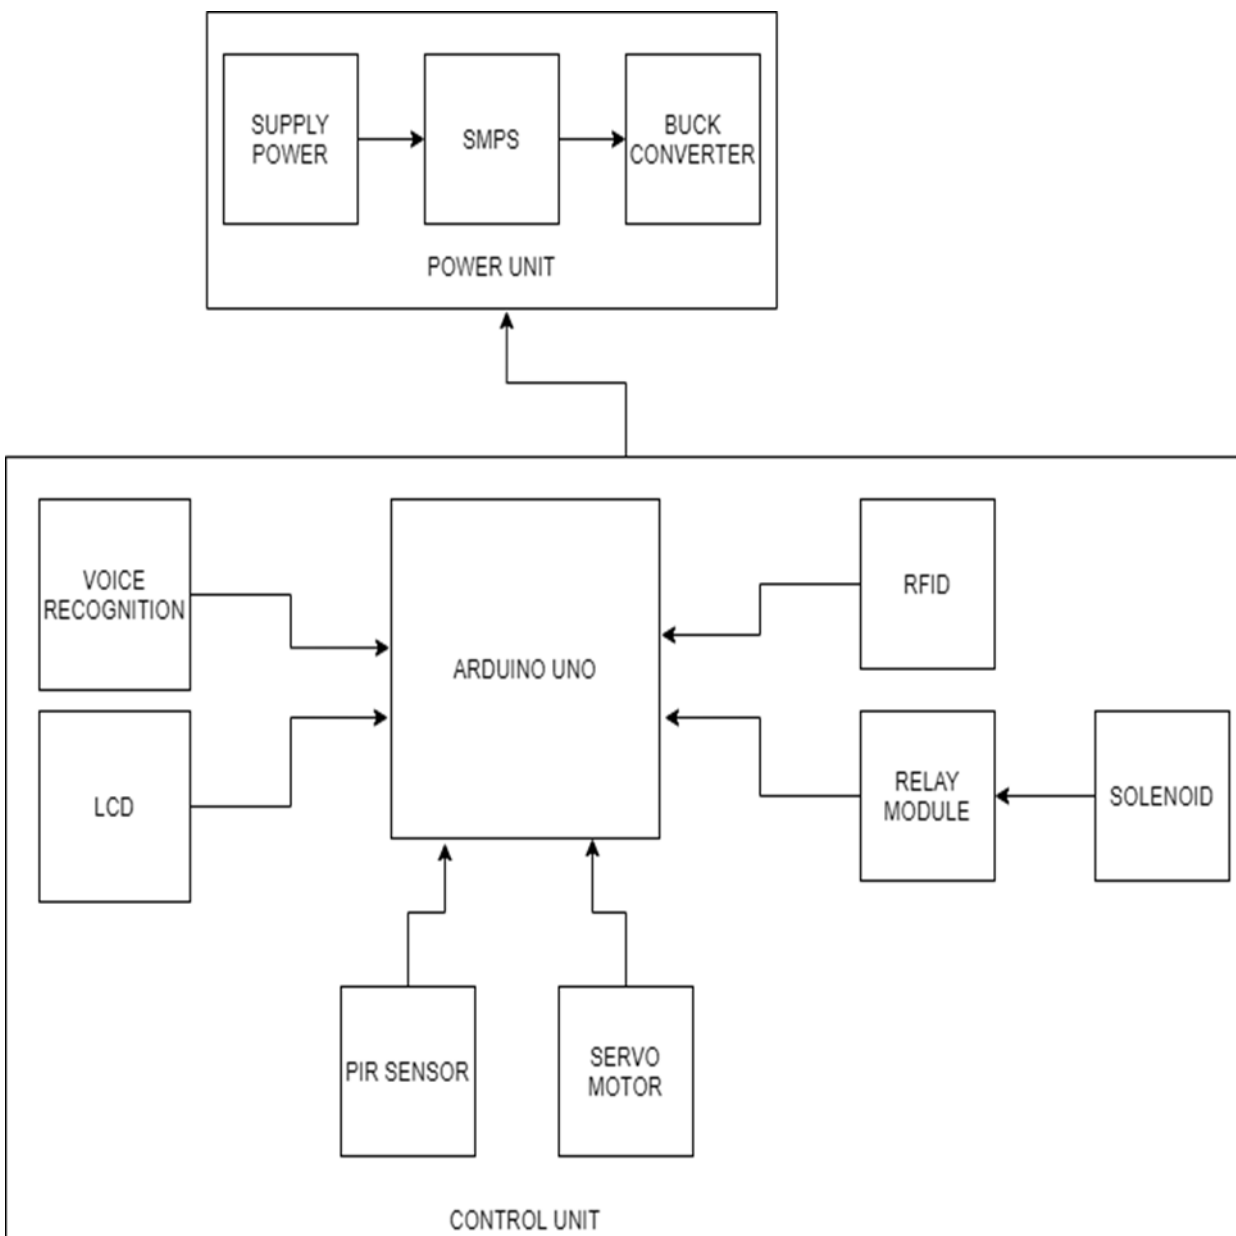 SUPPLY
POWER
SMPS
BUCK
CONVERTER
POWER UNIT
VOICE
RECOGNITION
ARDUINO UNO
RFID
LCD
RELAY
MODULE
SOLENOID
PIR SENSOR
SERVO
MOTOR
CONTROL UNIT